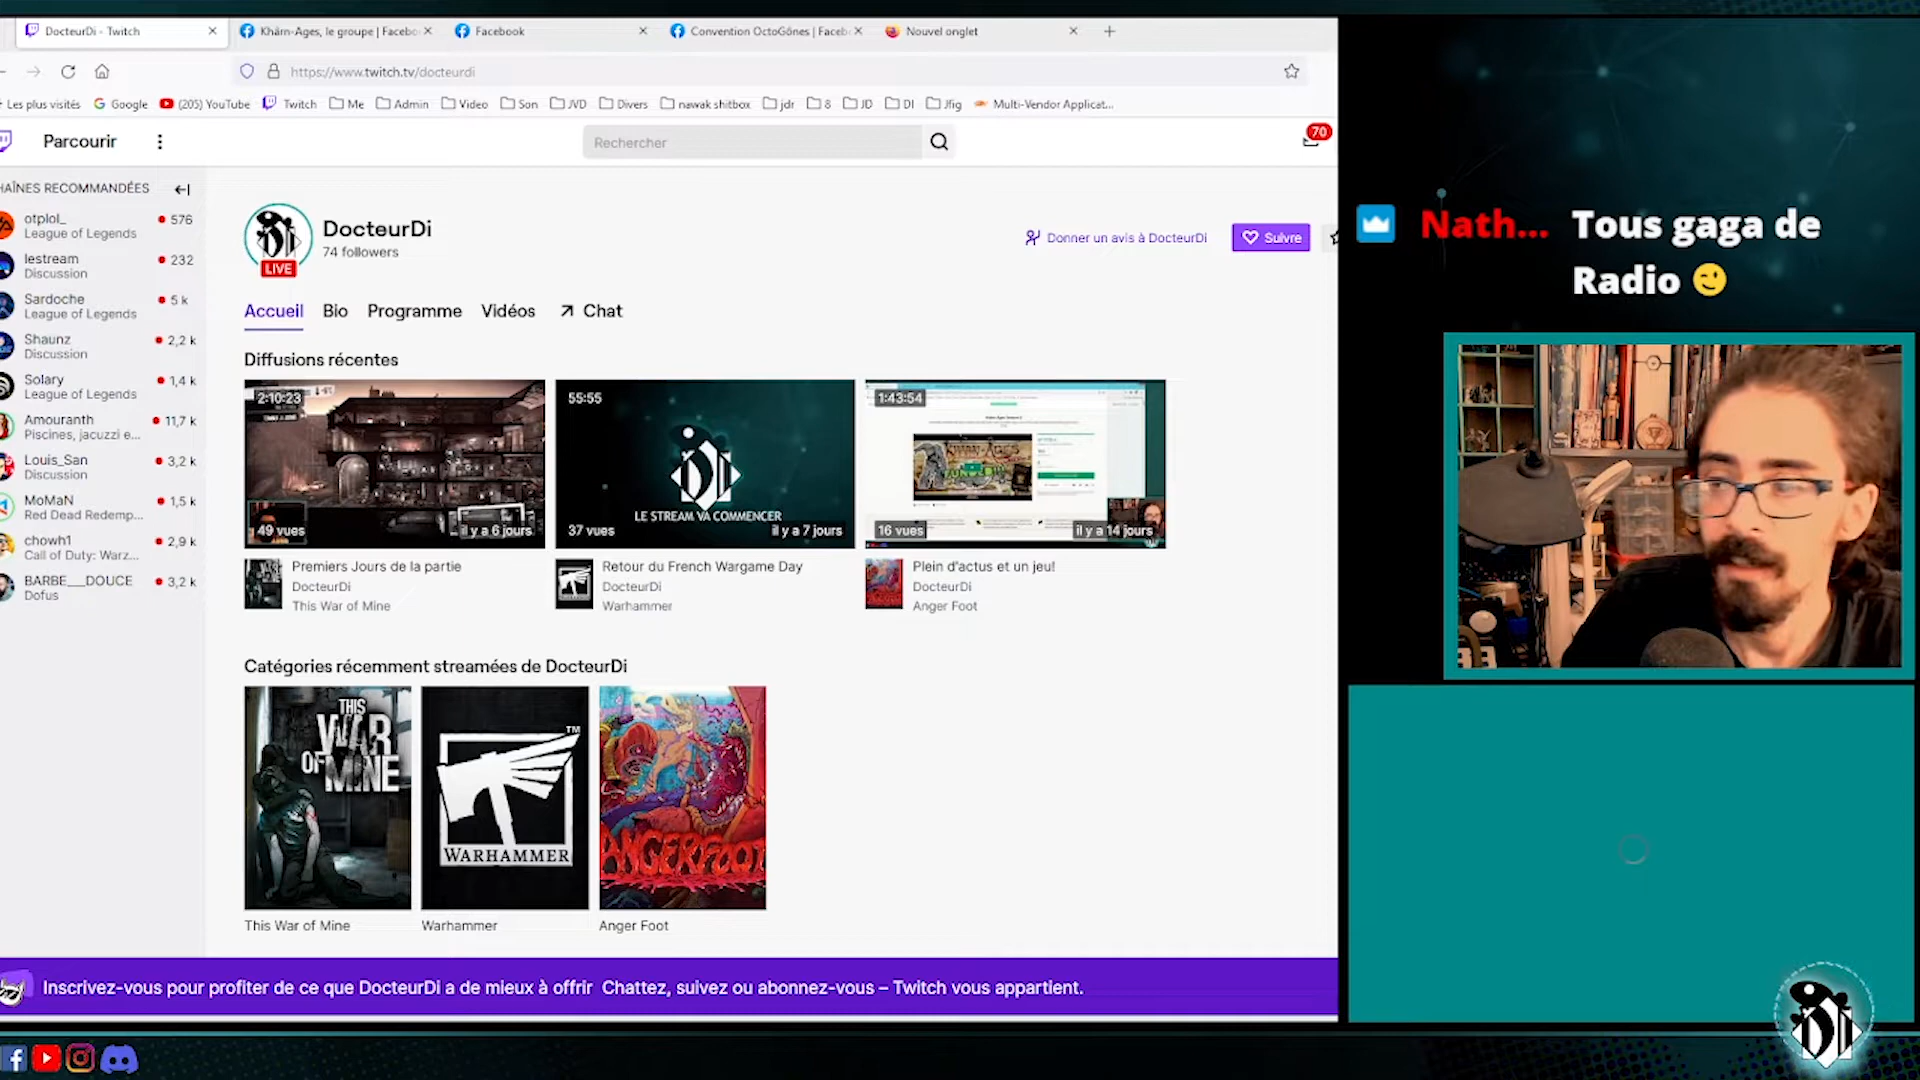 DocteurDi - Twitch
Khårn-Ages, le groupe | Facebo
Facebook
Convention OctoGônes | Faceb
Nouvel onglet
https://www.twitch.tv/docteurdi
Les plus visités
Google
(205) YouTube
Twitch
Me
Admin
Video
Son
JVD
Divers
nawak shitbox
jdr
8
JD
DI
Jfig
Multi-Vendor Applicat...
Parcourir
Rechercher
70
HAÎNES RECOMMANDÉES
otplol_
576
League of Legends
lestream
232
Discussion
Sardoche
5 k
League of Legends
Shaunz
2,2 k
Discussion
Solary
1,4 k
League of Legends
Amouranth
11,7 k
Piscines, jacuzzi e...
Louis_San
3,2 k
Discussion
MoMaN
1,5 k
Red Dead Redemp...
chowh1
2,9 k
Call of Duty: Warz...
BARBE___DOUCE
3,2 k
Dofus
LIVE
DocteurDi
74 followers
Donner un avis à DocteurDi
Suivre
Accueil
Bio
Programme
Vidéos
Chat
Diffusions récentes
2:10:23
49 vues
il y a 6 jours
Premiers Jours de la partie
DocteurDi
This War of Mine
55:55
LE STREAM VA COMMENCER
37 vues
il y a 7 jours
Retour du French Wargame Day
DocteurDi
Warhammer
1:43:54
16 vues
il y a 14 jours
Plein d'actus et un jeu!
DocteurDi
Anger Foot
Catégories récemment streamées de DocteurDi
THIS
WAR
OF MINE
WARHAMMER
TM
ANGERFOOT
This War of Mine
Warhammer
Anger Foot
Inscrivez-vous pour profiter de ce que DocteurDi a de mieux à offrir Chattez, suivez ou abonnez-vous – Twitch vous appartient.
Nath...
Tous gaga de
Radio 😉